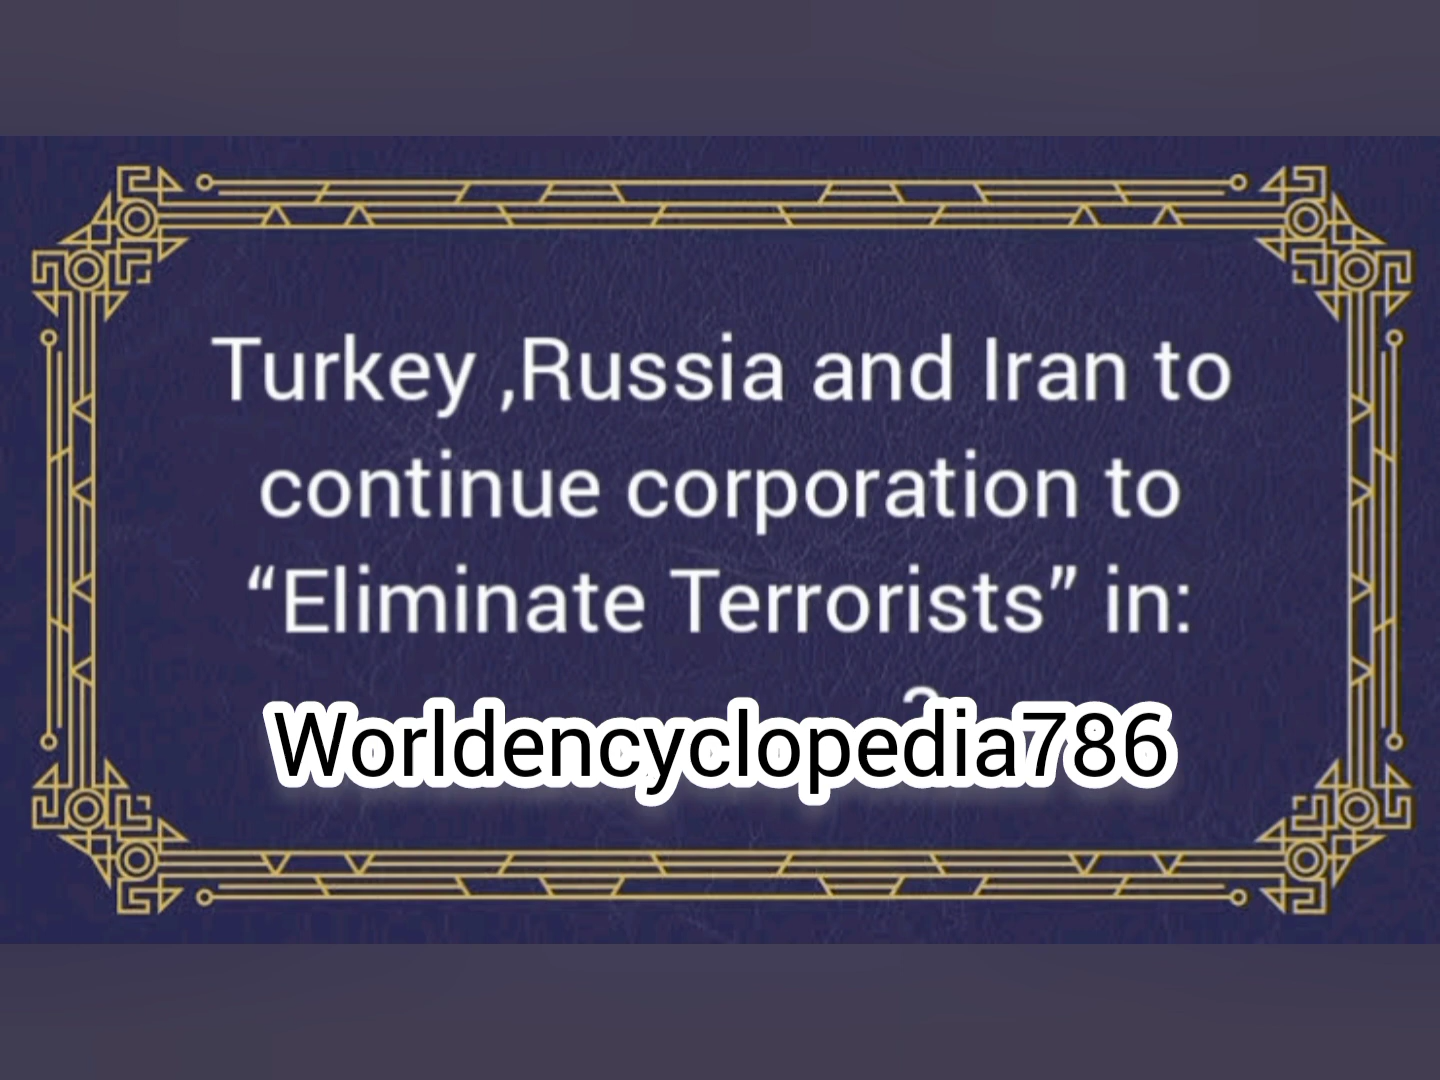 Turkey ,Russia and Iran to
continue corporation to
“Eliminate Terrorists” in:
Worldencyclopedia786